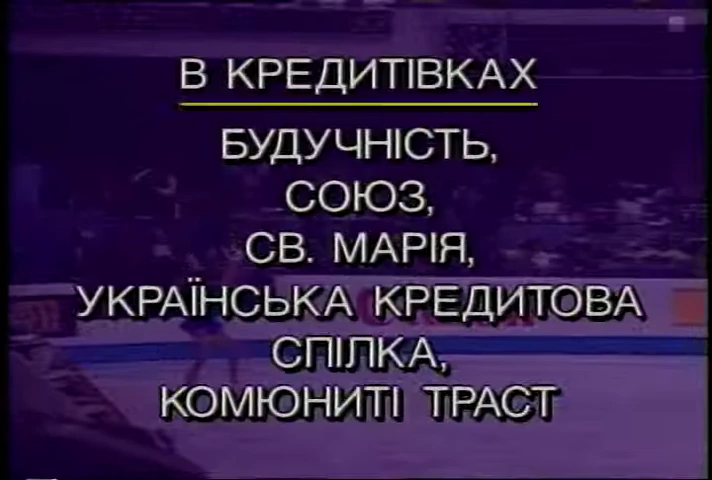 В КРЕДИТІВКАХ
БУДУЧНІСТЬ,
СОЮЗ,
СВ. МАРІЯ,
УКРАЇНСЬКА КРЕДИТОВА
СПІЛКА,
КОМЮНИТІ ТРАСТ